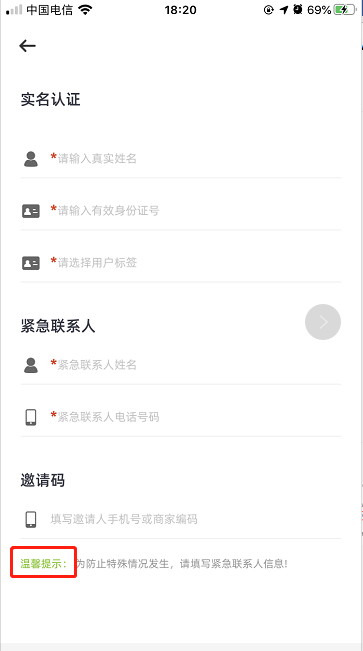 中国电信 18:20 69%
实名认证
*请输入真实姓名
*请输入有效身份证号
*请选择用户标签
紧急联系人
*紧急联系人姓名
*紧急联系人电话号码
邀请码
填写邀请人手机号或商家编码
温馨提示：为防止特殊情况发生，请填写紧急联系人信息!